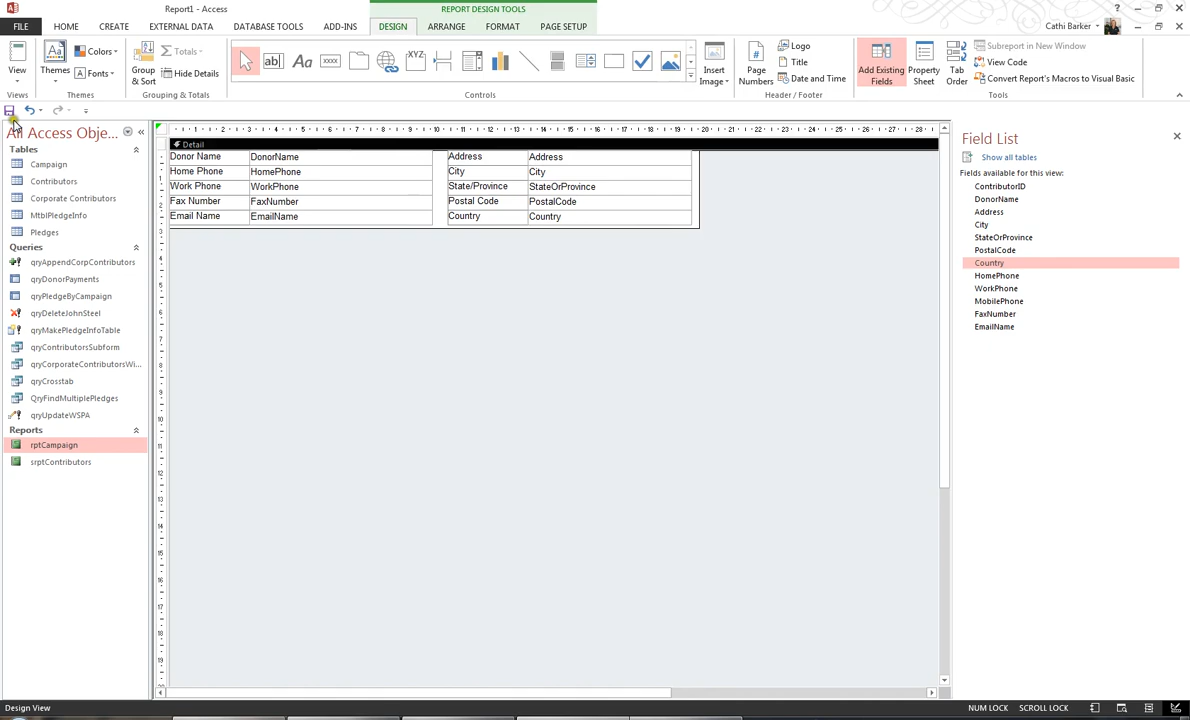 Report1 - Access
REPORT DESIGN TOOLS
FILE HOME CREATE EXTERNAL DATA DATABASE TOOLS ADD-INS DESIGN ARRANGE FORMAT PAGE SETUP
Cathi Barker
View
Views
Themes
Colors
Fonts
Themes
Group & Sort
Totals
Hide Details
Grouping & Totals
Aa
XYZ
Controls
Insert Image
Page Numbers
Logo
Title
Date and Time
Header / Footer
Add Existing Fields
Property Sheet
Tab Order
Subreport in New Window
View Code
Convert Report's Macros to Visual Basic
Tools
All Access Obje...
Tables
Campaign
Contributors
Corporate Contributors
MtblPledgeInfo
Pledges
Queries
qryAppendCorpContributors
qryDonorPayments
qryPledgeByCampaign
qryDeleteJohnSteel
qryMakePledgeInfoTable
qryContributorsSubform
qryCorporateContributorsWi...
qryCrosstab
QryFindMultiplePledges
qryUpdateWSPA
Reports
rptCampaign
srptContributors
Detail
Donor Name DonorName Address Address
Home Phone HomePhone City City
Work Phone WorkPhone State/Province StateOrProvince
Fax Number FaxNumber Postal Code PostalCode
Email Name EmailName Country Country
Field List
Show all tables
Fields available for this view:
ContributorID
DonorName
Address
City
StateOrProvince
PostalCode
Country
HomePhone
WorkPhone
MobilePhone
FaxNumber
EmailName
Design View
NUM LOCK SCROLL LOCK